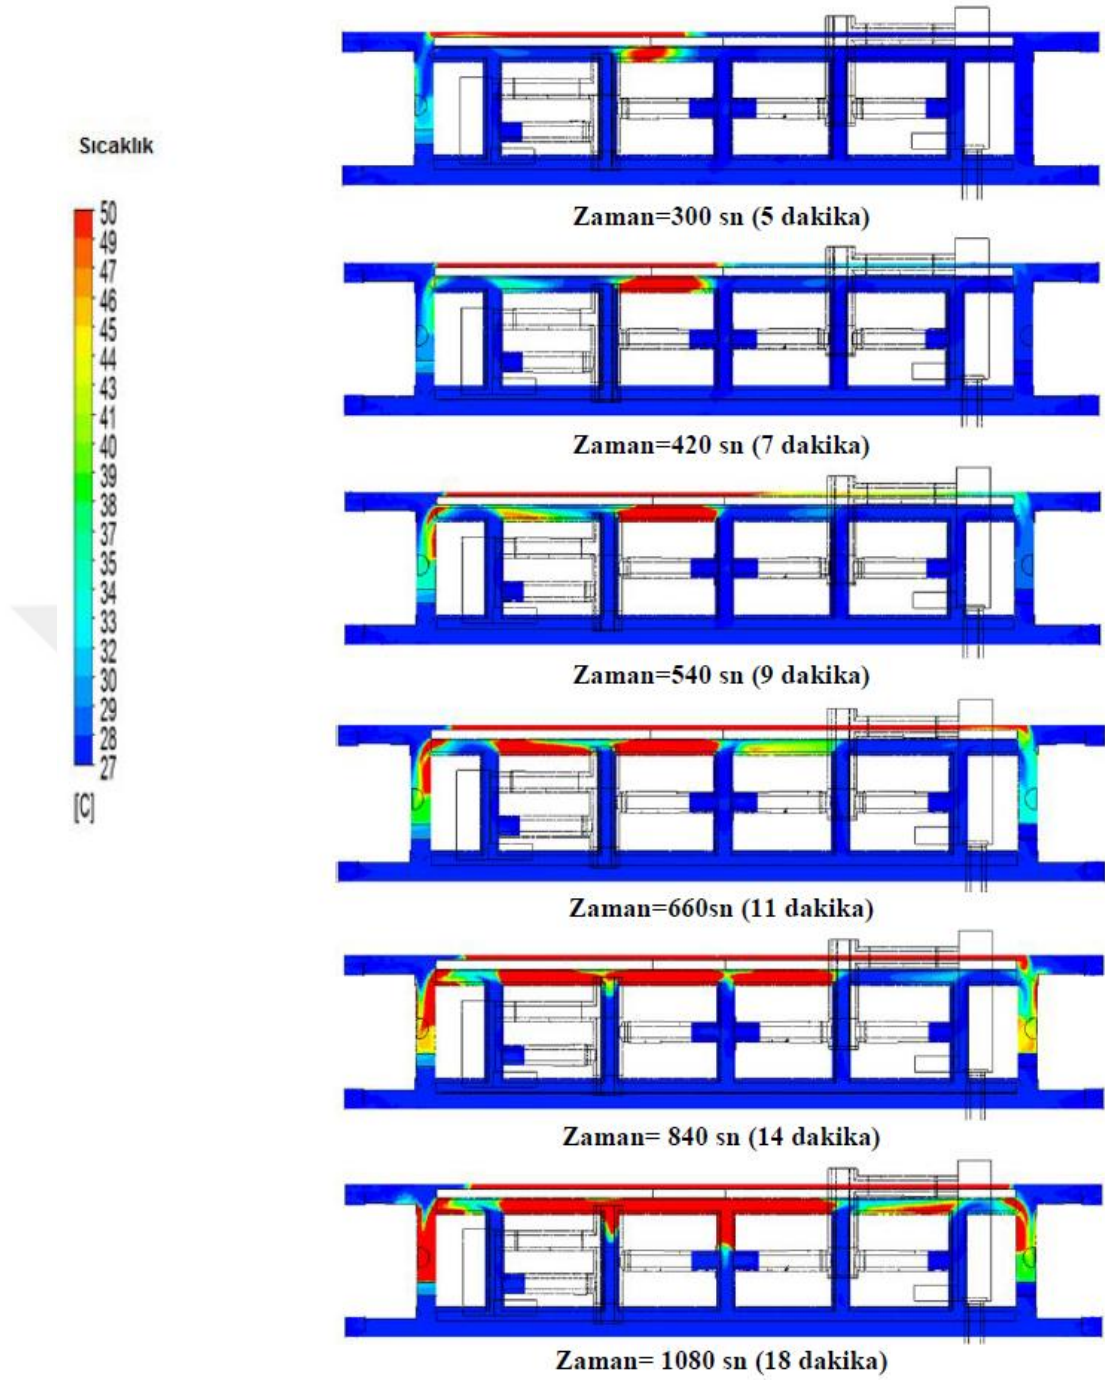 Sıcaklık
50
49
47
46
45
44
43
41
40
39
38
37
35
34
33
32
30
29
28
27
[C]
Zaman=300 sn (5 dakika)
Zaman=420 sn (7 dakika)
Zaman=540 sn (9 dakika)
Zaman=660sn (11 dakika)
Zaman= 840 sn (14 dakika)
Zaman= 1080 sn (18 dakika)